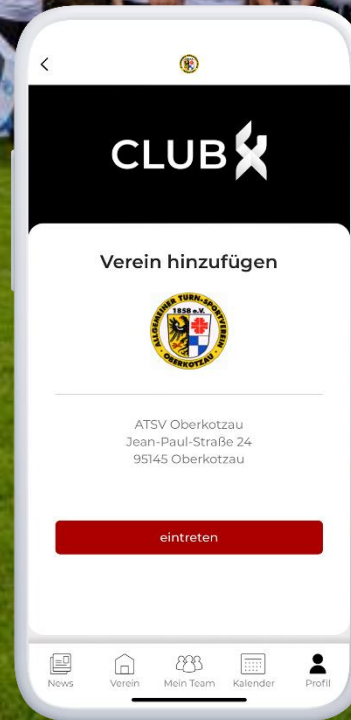 CLUB
Verein hinzufügen
ALLGEMEINER TURN-SPORTVEREIN
1858 e.V.
· OBERKOTZAU ·
ATSV Oberkotzau
Jean-Paul-Straße 24
95145 Oberkotzau
eintreten
News Verein Mein Team Kalender Profil